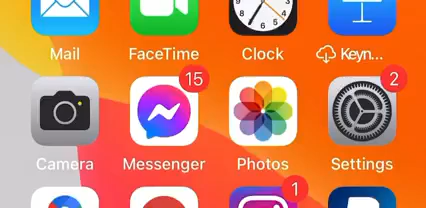 Mail FaceTime Clock Keyn...
15 2
Camera Messenger Photos Settings
1